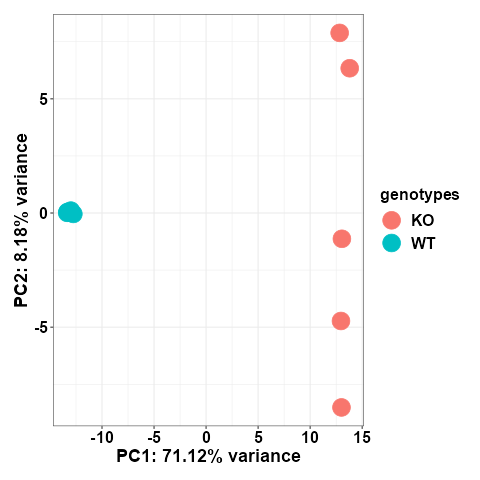 5
0
-5
PC2: 8.18% variance
-10 -5 0 5 10 15
PC1: 71.12% variance
genotypes
KO
WT